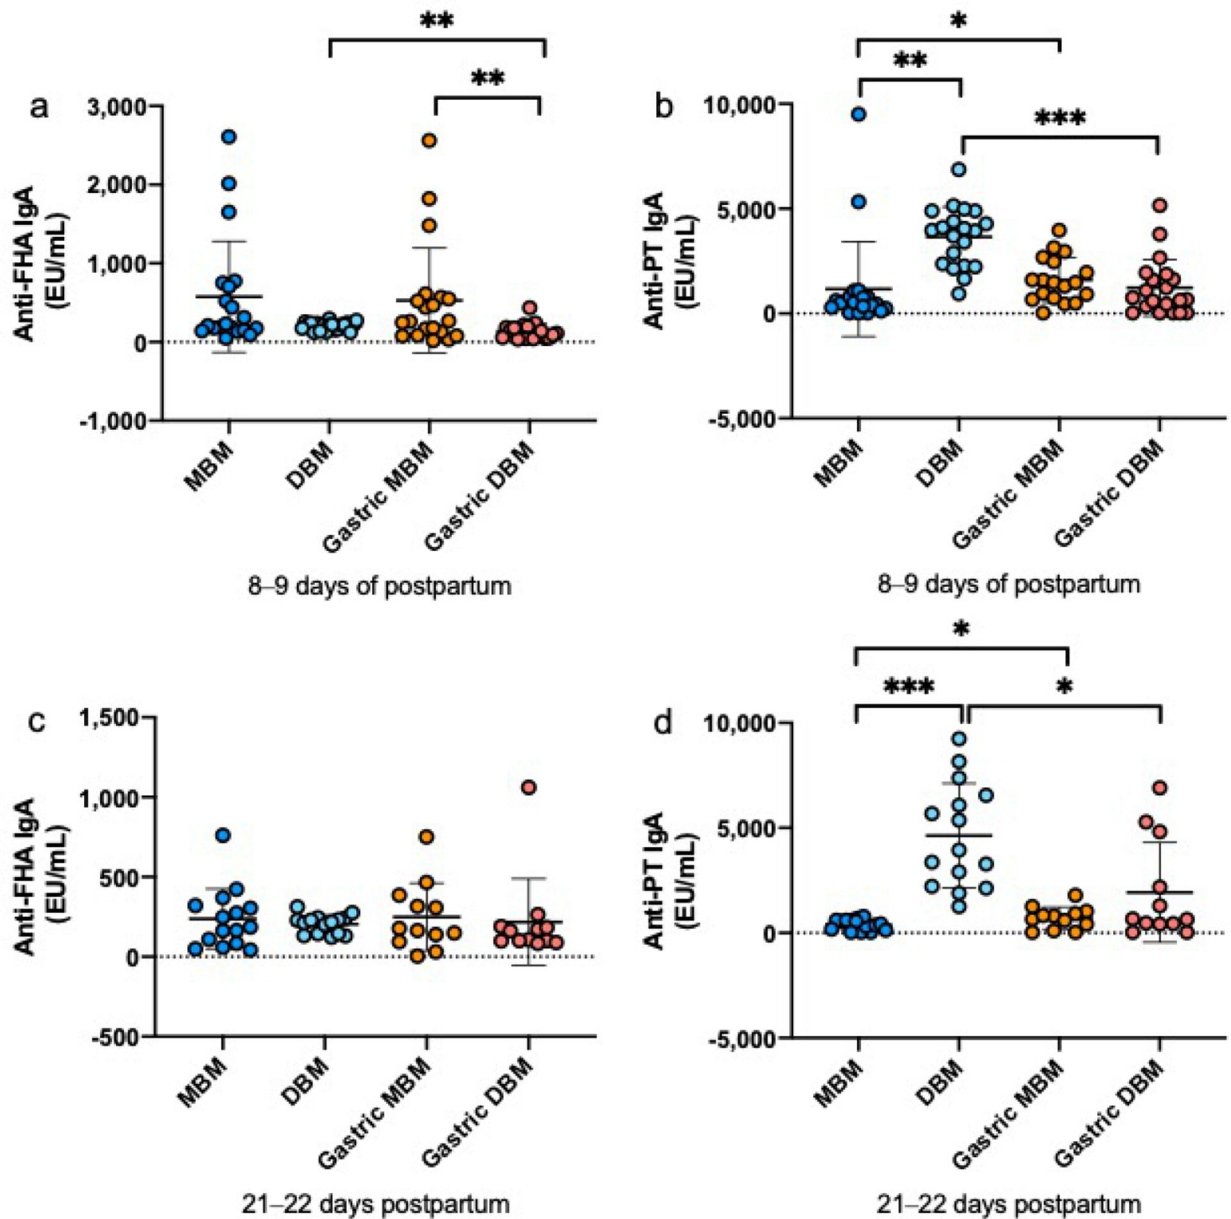 a
**
**
3,000
2,000
1,000
0
-1,000
Anti-FHA IgA
(EU/mL)
MBM
DBM
Gastric MBM
Gastric DBM
8–9 days of postpartum
b
*
**
***
10,000
5,000
0
-5,000
Anti-PT IgA
(EU/mL)
MBM
DBM
Gastric MBM
Gastric DBM
8–9 days of postpartum
c
1,500
1,000
500
0
-500
Anti-FHA IgA
(EU/mL)
MBM
DBM
Gastric MBM
Gastric DBM
21–22 days postpartum
d
*
***
*
10,000
5,000
0
-5,000
Anti-PT IgA
(EU/mL)
MBM
DBM
Gastric MBM
Gastric DBM
21–22 days postpartum